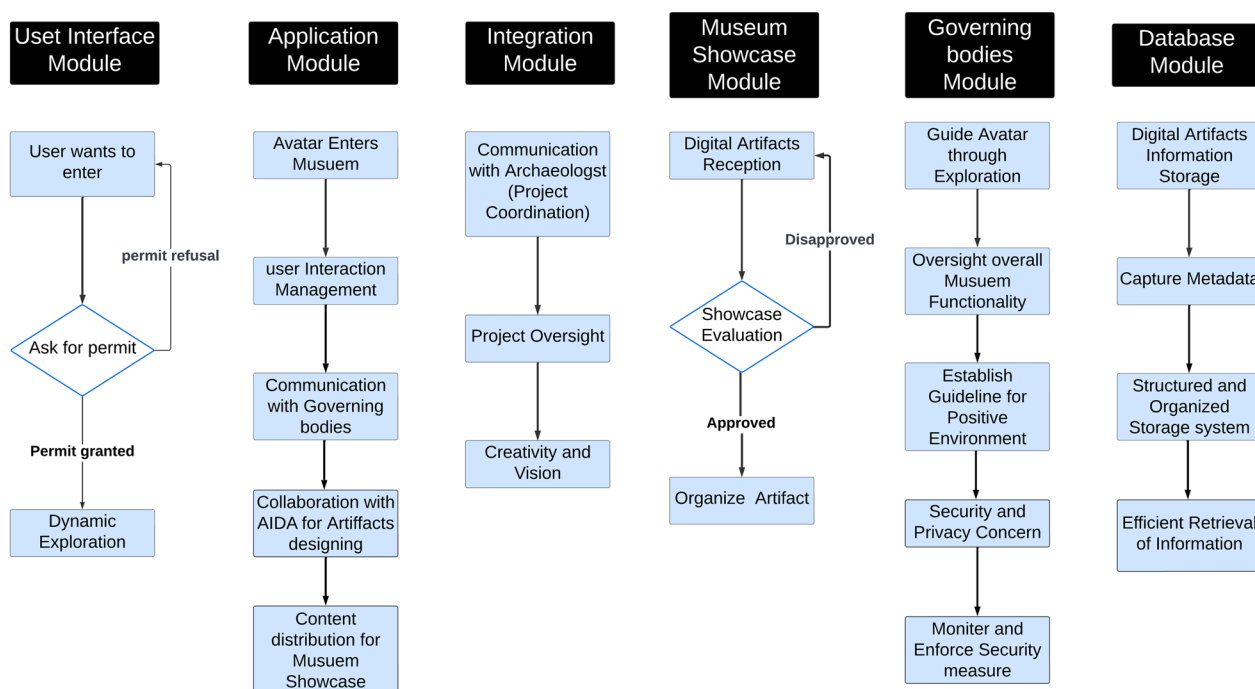 Uset Interface
Module
User wants to
enter
permit refusal
Ask for permit
Permit granted
Dynamic
Exploration
Application
Module
Avatar Enters
Musuem
user Interaction
Management
Communication
with Governing
bodies
Collaboration with
AIDA for Artiffacts
designing
Content
distribution for
Musuem
Showcase
Integration
Module
Communication
with Archaeologst
(Project
Coordination)
Project Oversight
Creativity and
Vision
Museum
Showcase
Module
Digital Artifacts
Reception
Disapproved
Showcase
Evaluation
Approved
Organize Artifact
Governing
bodies
Module
Guide Avatar
through
Exploration
Oversight overall
Musuem
Functionality
Establish
Guideline for
Positive
Environment
Security and
Privacy Concern
Moniter and
Enforce Security
measure
Database
Module
Digital Artifacts
Information
Storage
Capture Metadata
Structured and
Organized
Storage system
Efficient Retrieval
of Information